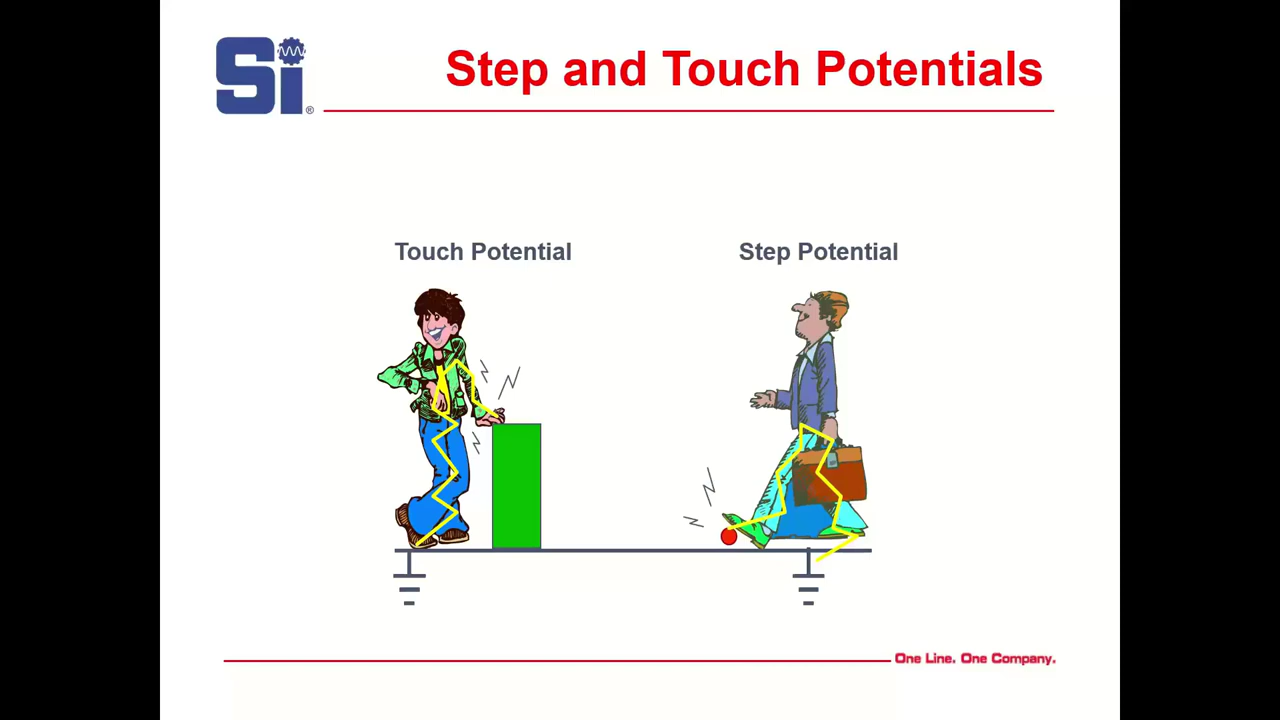 Si®
Step and Touch Potentials
Touch Potential
Step Potential
One Line. One Company.